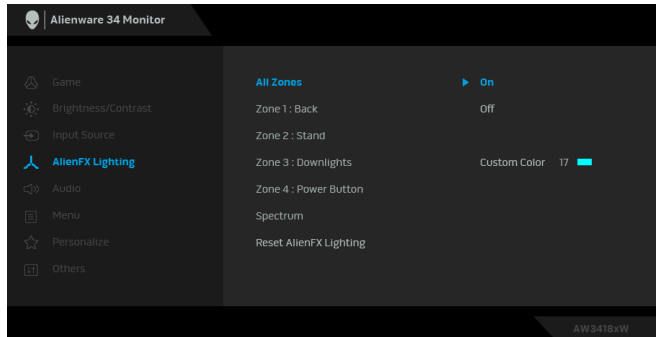 Alienware 34 Monitor
Game
Brightness/Contrast
Input Source
AlienFX Lighting
Audio
Menu
Personalize
Others
All Zones
Zone 1 : Back
Zone 2 : Stand
Zone 3 : Downlights
Zone 4 : Power Button
Spectrum
Reset AlienFX Lighting
On
Off
Custom Color 17
AW3418xW